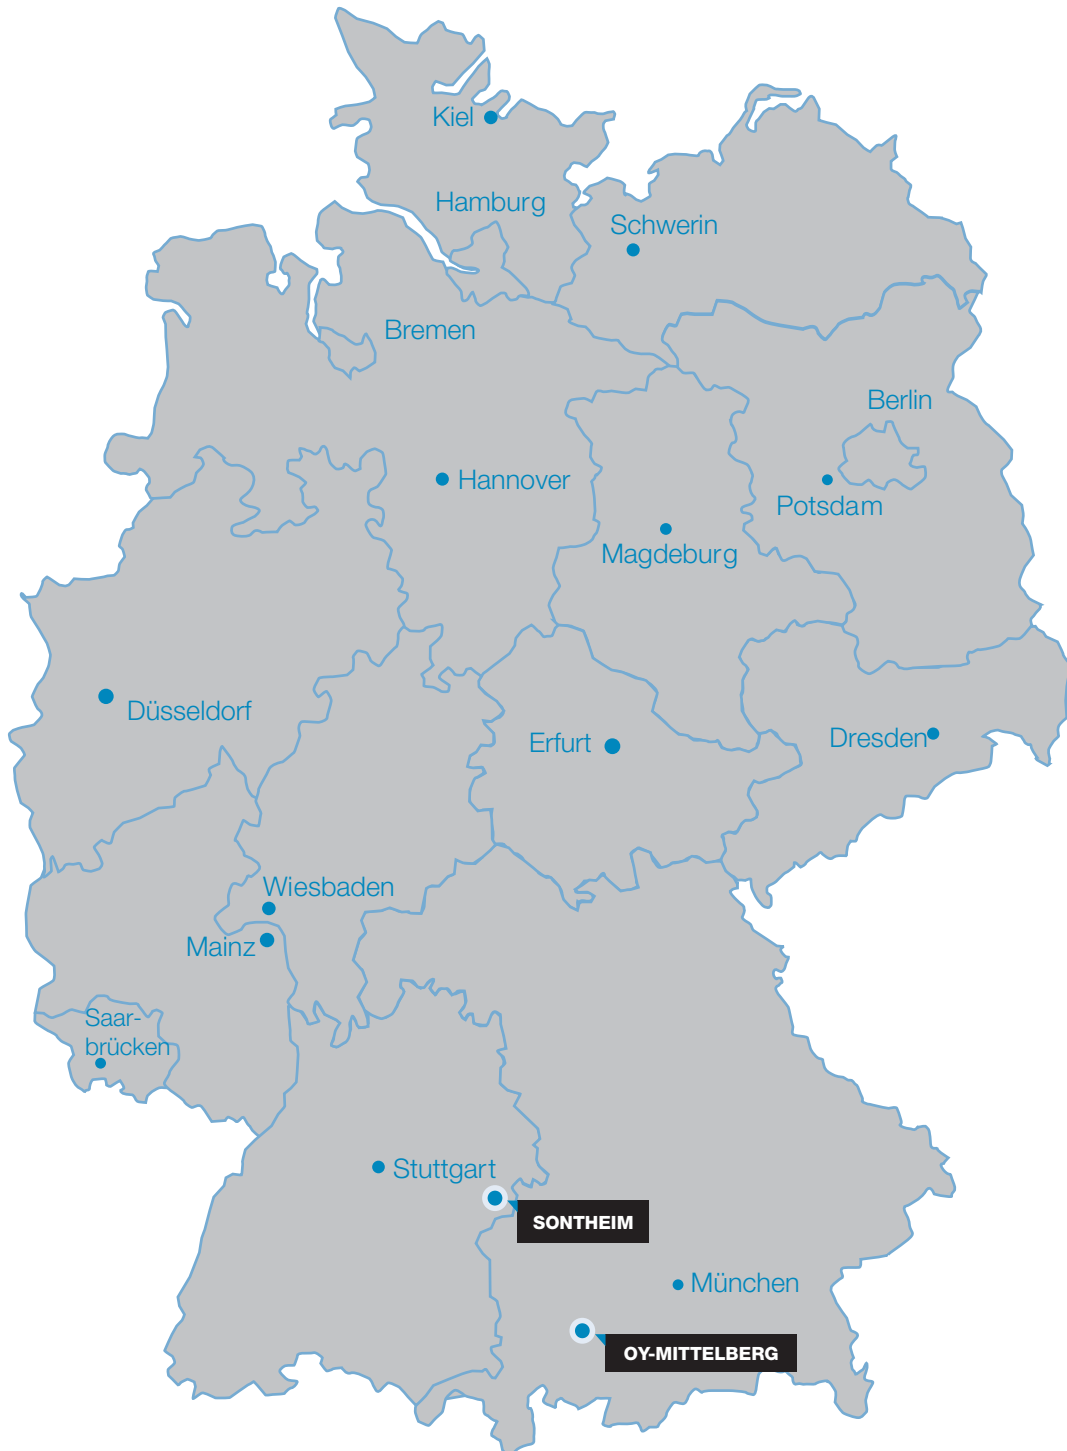 Kiel
Hamburg
Schwerin
Bremen
Berlin
Hannover
Potsdam
Magdeburg
Düsseldorf
Erfurt
Dresden
Wiesbaden
Mainz
Saar-
brücken
Stuttgart
SONTHEIM
München
OY-MITTELBERG